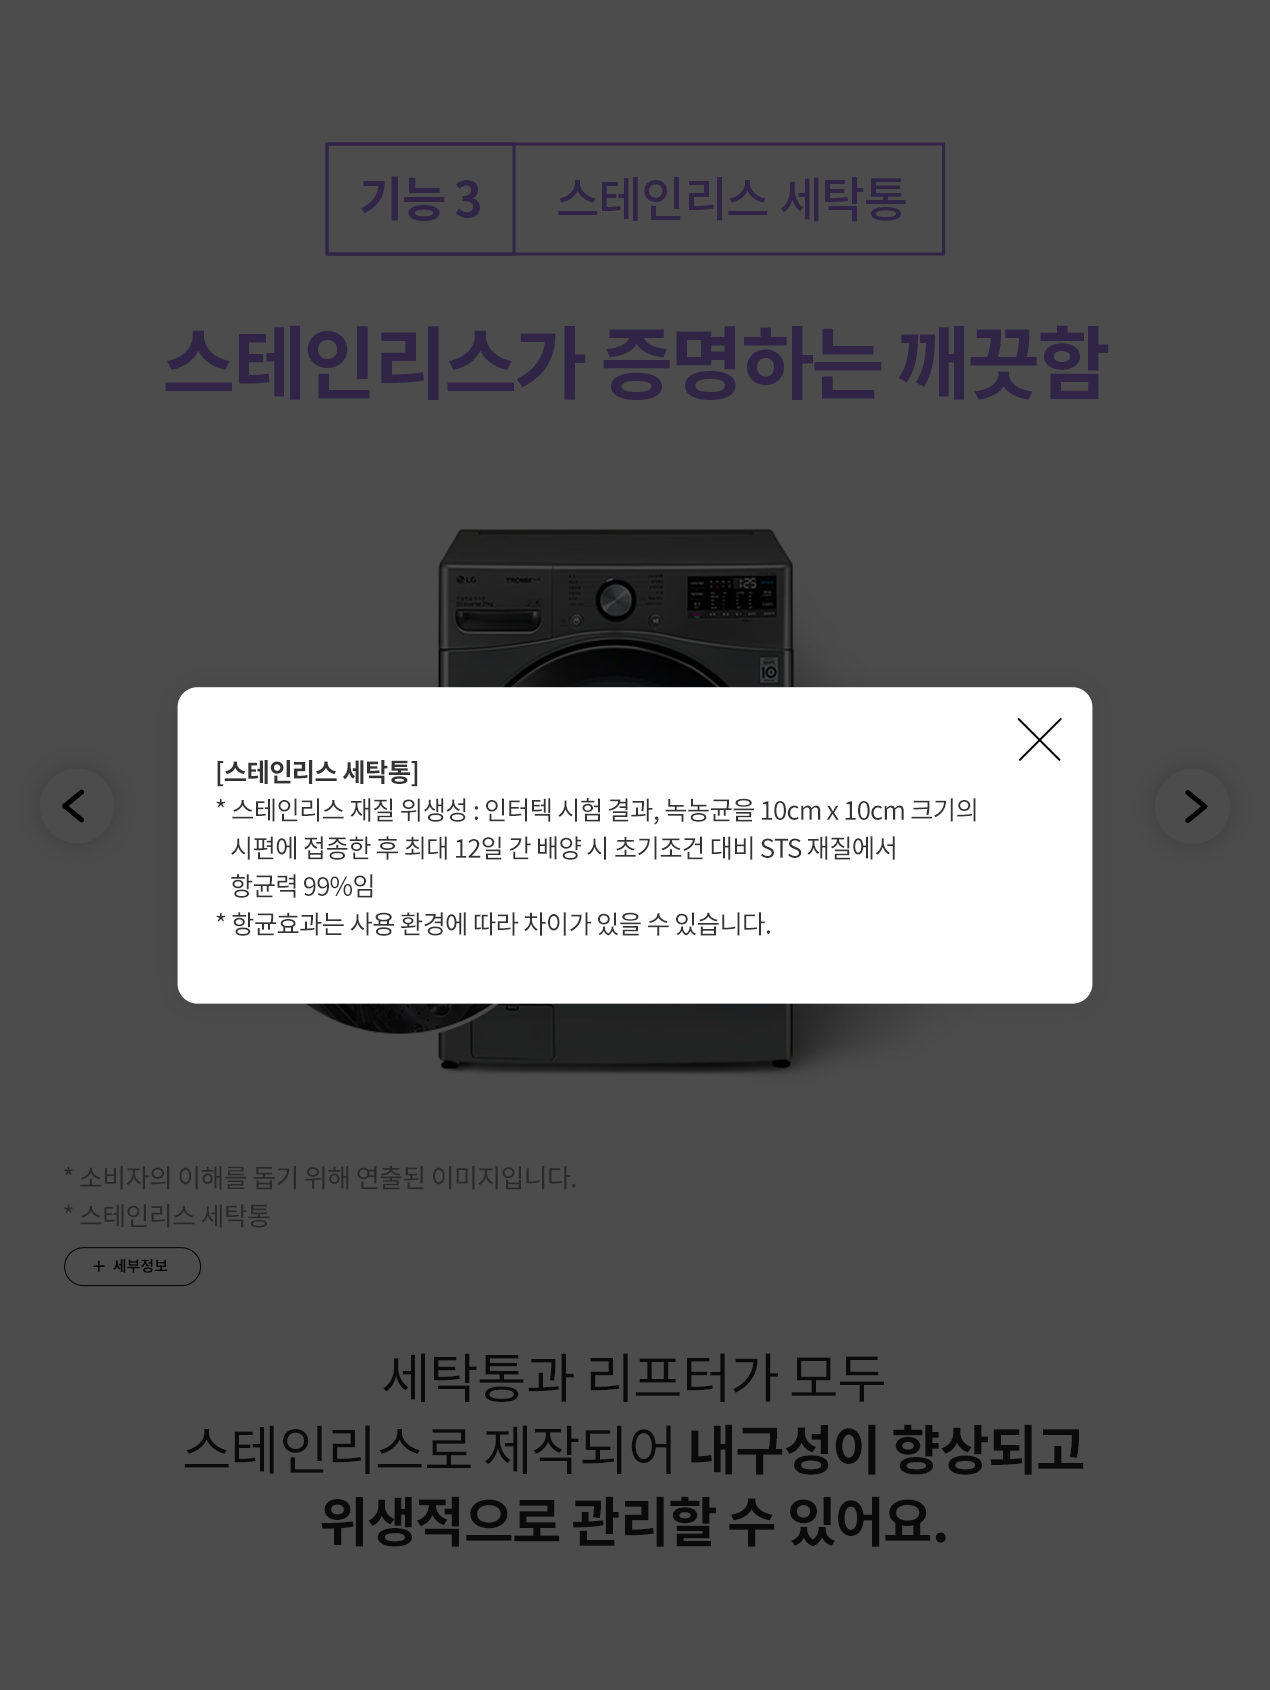 기능 3 스테인리스 세탁통
스테인리스가 증명하는 깨끗함
LG TROMM
1:25
[스테인리스 세탁통]
* 스테인리스 재질 위생성 : 인터텍 시험 결과, 녹농균을 10cm x 10cm 크기의
시편에 접종한 후 최대 12일 간 배양 시 초기조건 대비 STS 재질에서
항균력 99%임
* 항균효과는 사용 환경에 따라 차이가 있을 수 있습니다.
* 소비자의 이해를 돕기 위해 연출된 이미지입니다.
* 스테인리스 세탁통
+ 세부정보
세탁통과 리프터가 모두
스테인리스로 제작되어 내구성이 향상되고
위생적으로 관리할 수 있어요.